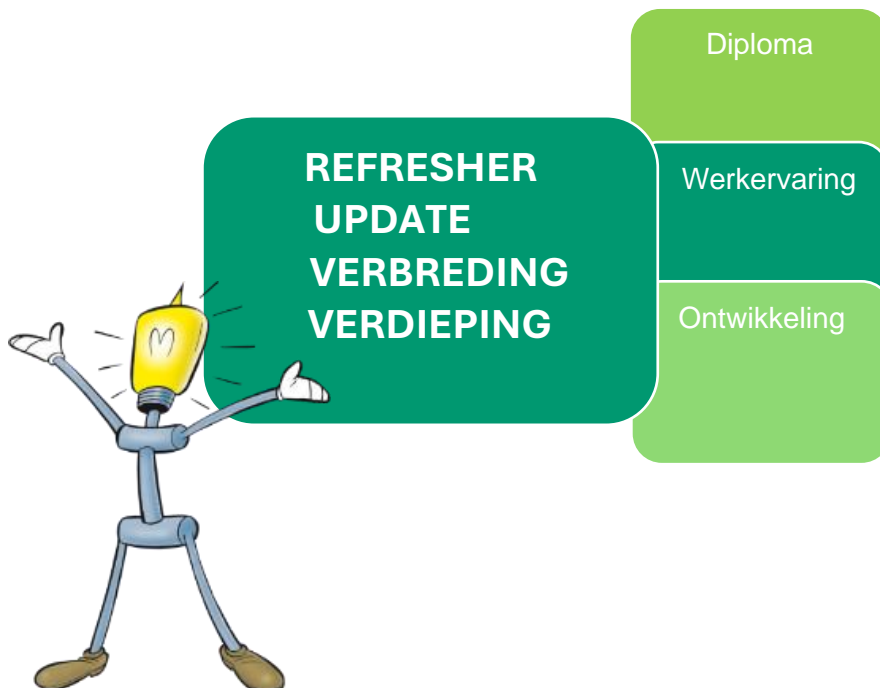 REFRESHER
UPDATE
VERBREDING
VERDIEPING
Diploma
Werkervaring
Ontwikkeling